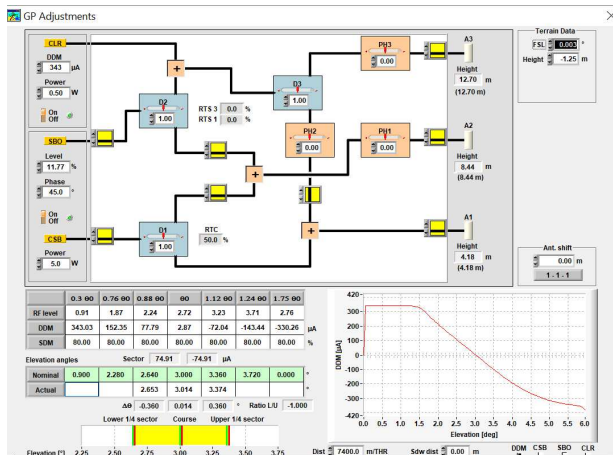 GP Adjustments
CLR
DDM
343 µA
Power
0.50 W
On
Off
SBO
Level
11.77 %
Phase
45.0 °
On
Off
CSB
Power
5.0 W
D2
1.00
RTS 3 0.0 %
RTS 1 0.0 %
D3
1.00
PH3
0.00
PH2
0.00
PH1
0.00
D1
1.00
RTC
50.0 %
A3
Height
12.70 m
(12.70 m)
A2
Height
8.44 m
(8.44 m)
A1
Height
4.18 m
(4.18 m)
Terrain Data
FSL 0.003 °
Height -1.25 m
Ant. shift
0.00 m
1 - 1 - 1
0.3 θ0 0.76 θ0 0.88 θ0 θ0 1.12 θ0 1.24 θ0 1.75 θ0
RF level 0.91 1.87 2.24 2.72 3.23 3.71 2.76
DDM 343.03 152.35 77.79 2.87 -72.04 -143.44 -330.26 µA
SDM 80.00 80.00 80.00 80.00 80.00 80.00 80.00 %
Elevation angles Sector 74.91 -74.91 µA
Nominal 0.900 2.280 2.640 3.000 3.360 3.720 0.000 °
Actual 2.653 3.014 3.374 °
Δθ -0.360 0.014 0.360 ° Ratio L/U -1.000
Lower 1/4 sector Course Upper 1/4 sector
Elevation [°] 2.25 2.50 2.75 3.00 3.25 3.50 3.75
DDM [µA]
420
300
200
100
0
-100
-200
-300
-420
0.0 0.5 1.0 1.5 2.0 2.5 3.0 3.5 4.0 4.5 5.0 5.5 6.0
Elevation [deg]
Dist 7400.0 m/THR Sdw dist 0.00 m DDM CSB SBO CLR